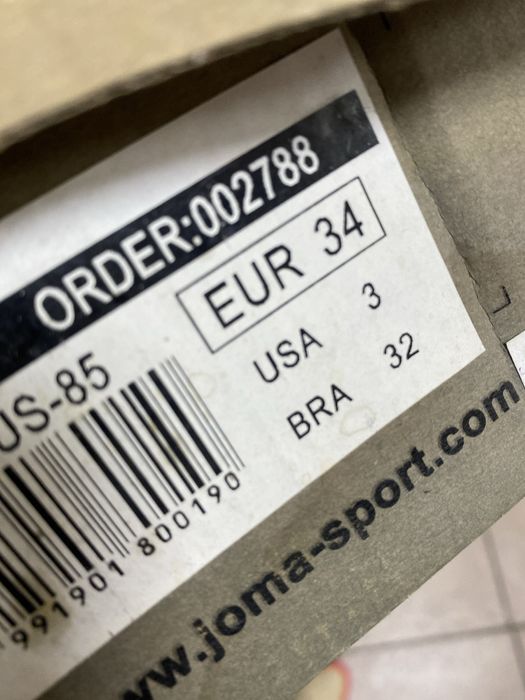 ORDER:002788
EUR 34
USA 3
BRA 32
US-85
991901 800190
www.joma-sport.com